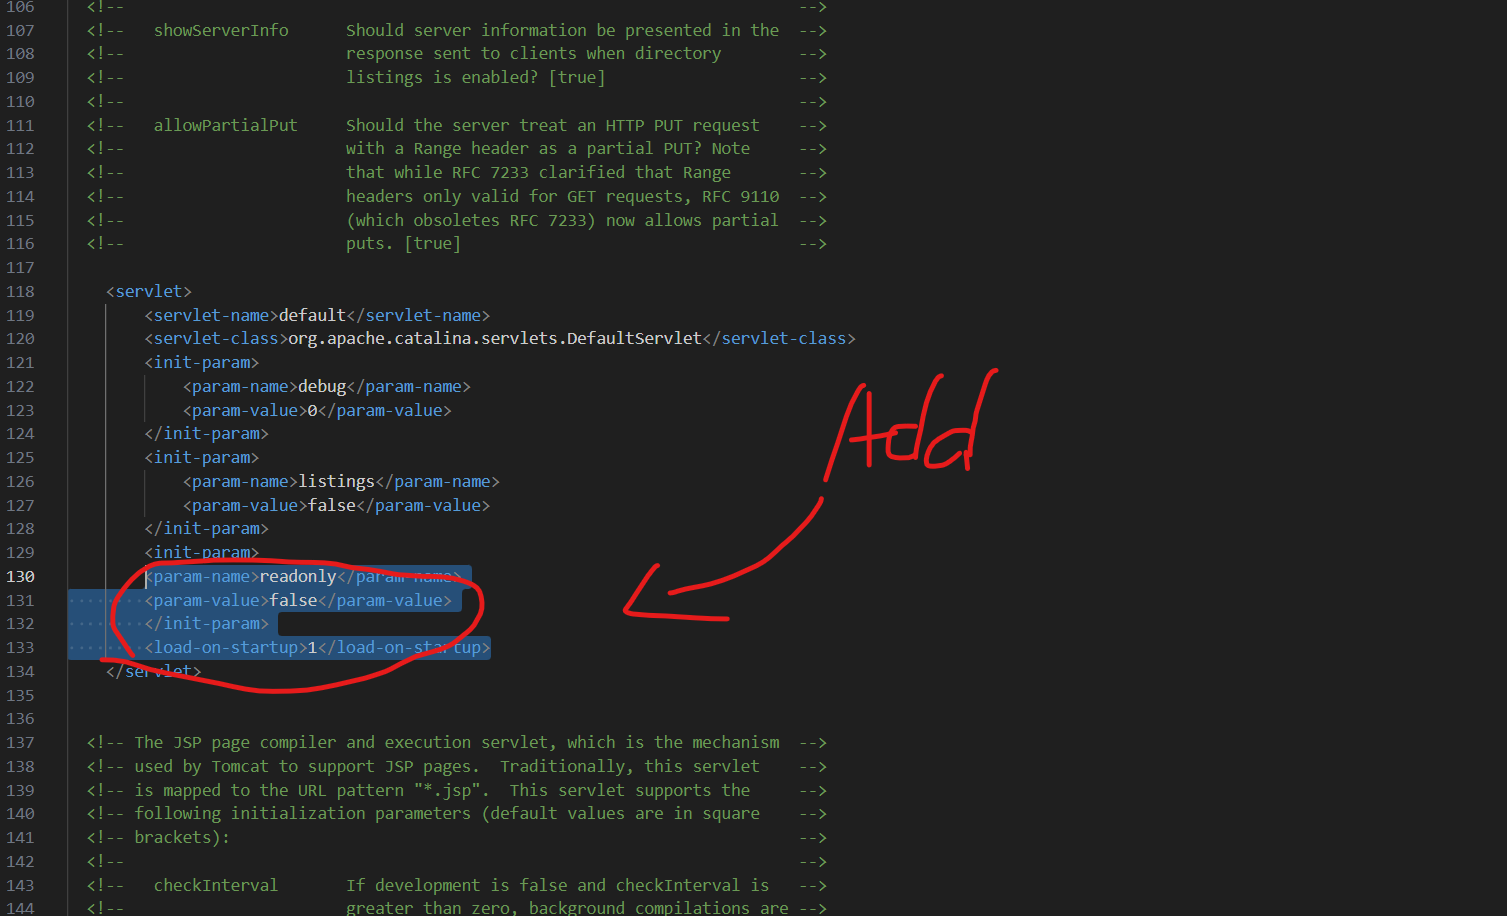 106 <!-- -->
107 <!-- showServerInfo Should server information be presented in the -->
108 <!-- response sent to clients when directory -->
109 <!-- listings is enabled? [true] -->
110 <!-- -->
111 <!-- allowPartialPut Should the server treat an HTTP PUT request -->
112 <!-- with a Range header as a partial PUT? Note -->
113 <!-- that while RFC 7233 clarified that Range -->
114 <!-- headers only valid for GET requests, RFC 9110 -->
115 <!-- (which obsoletes RFC 7233) now allows partial -->
116 <!-- puts. [true] -->
117
118 <servlet>
119 <servlet-name>default</servlet-name>
120 <servlet-class>org.apache.catalina.servlets.DefaultServlet</servlet-class>
121 <init-param>
122 <param-name>debug</param-name>
123 <param-value>0</param-value>
124 </init-param>
125 <init-param>
126 <param-name>listings</param-name>
127 <param-value>false</param-value>
128 </init-param>
129 <init-param>
130 <param-name>readonly</param-name>
131 <param-value>false</param-value>
132 </init-param>
133 <load-on-startup>1</load-on-startup>
134 </servlet>
135
136
137 <!-- The JSP page compiler and execution servlet, which is the mechanism -->
138 <!-- used by Tomcat to support JSP pages. Traditionally, this servlet -->
139 <!-- is mapped to the URL pattern "*.jsp". This servlet supports the -->
140 <!-- following initialization parameters (default values are in square -->
141 <!-- brackets): -->
142 <!-- -->
143 <!-- checkInterval If development is false and checkInterval is -->
144 <!-- greater than zero, background compilations are -->
Add